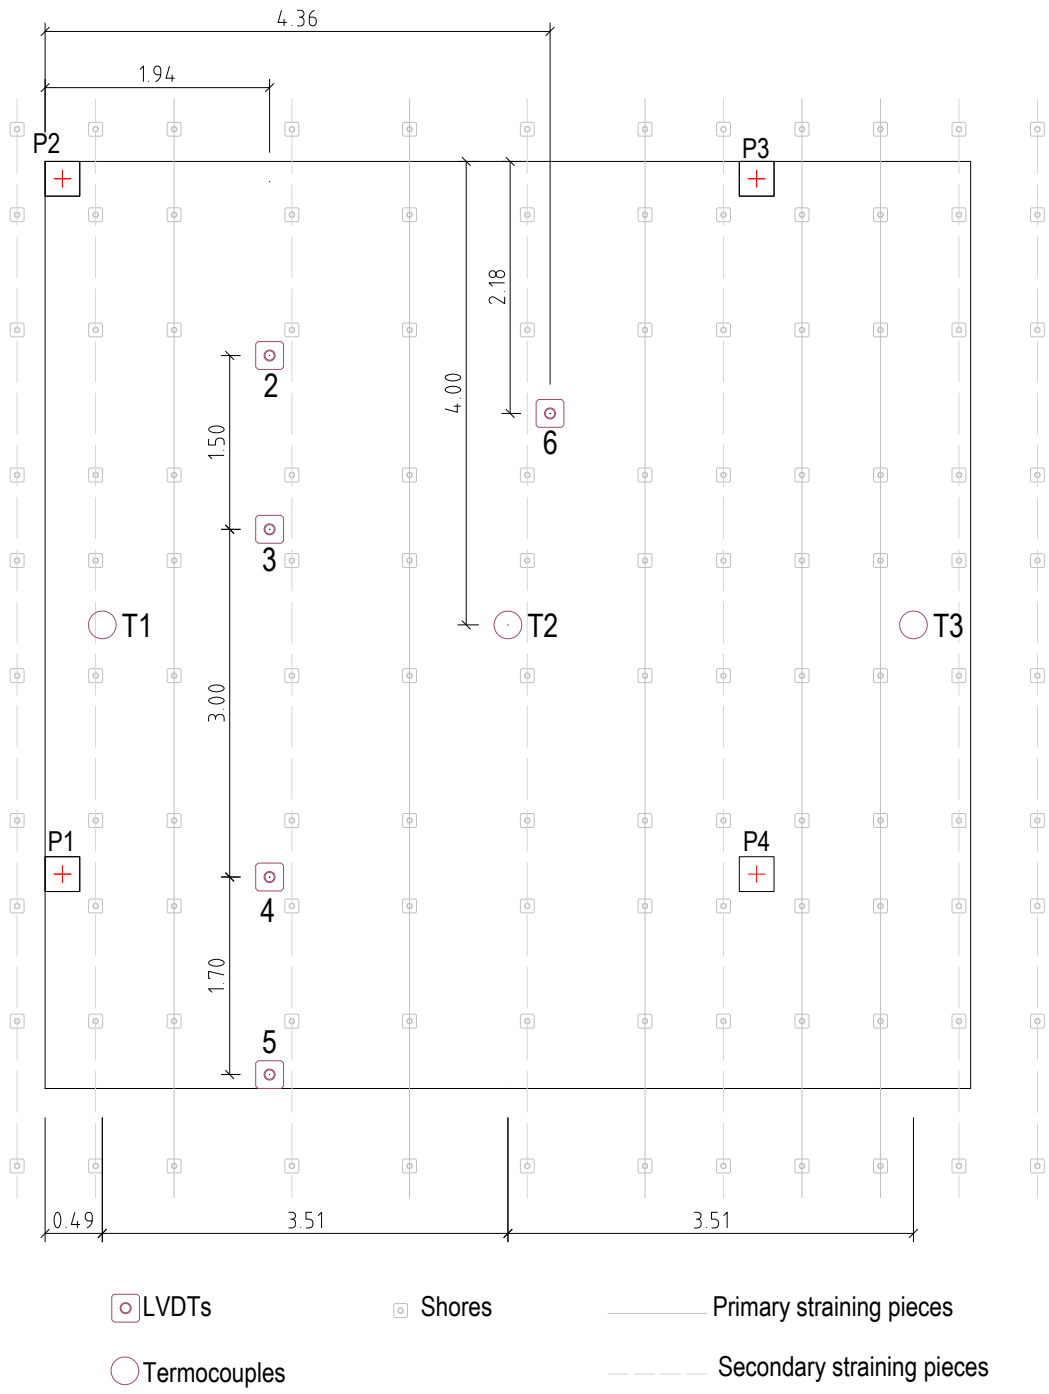 4.36
1.94
P2
P3
2.18
4.00
2
6
1.50
3
T1
T2
T3
3.00
P1
P4
4
1.70
5
0.49
3.51
3.51
LVDTs
Shores
Primary straining pieces
Termocouples
Secondary straining pieces